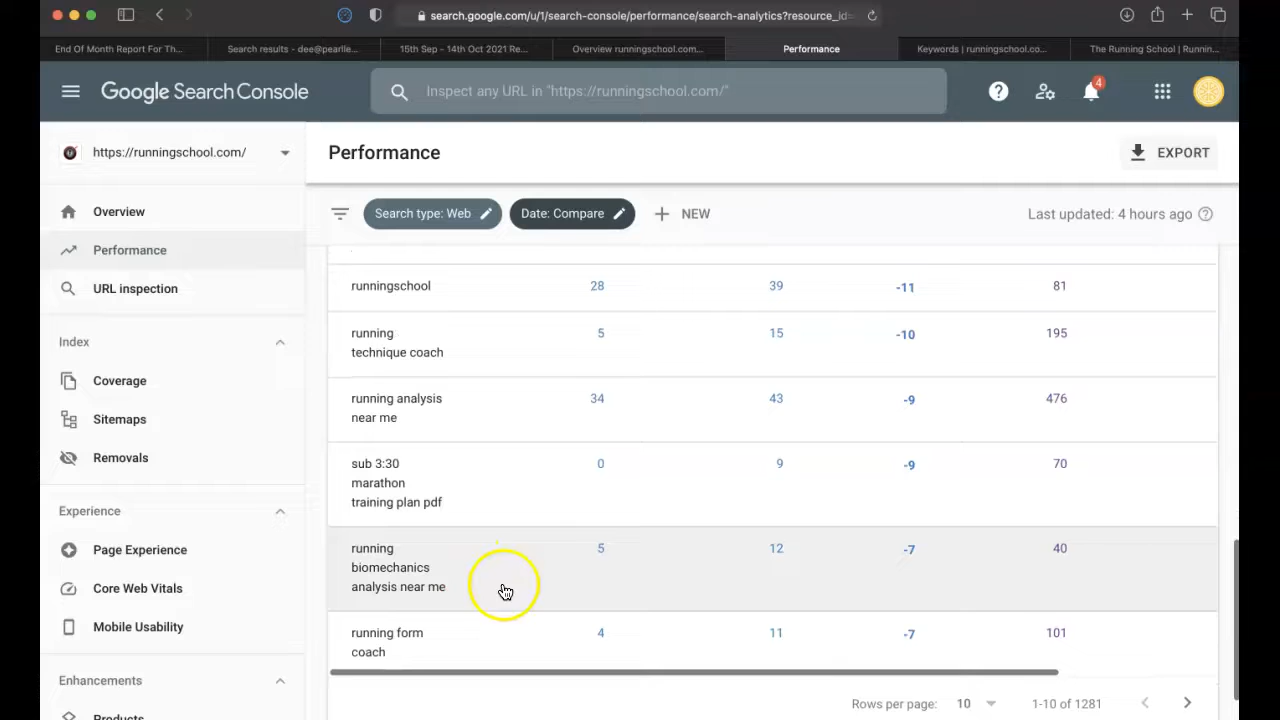 search.google.com/u/1/search-console/performance/search-analytics?resource_id=
End Of Month Report For Th...
Search results - dee@pearlle...
15th Sep - 14th Oct 2021 Re...
Overview runningschool.com...
Performance
Keywords | runningschool.co...
The Running School | Runnin...
Google Search Console
Inspect any URL in "https://runningschool.com/"
4
https://runningschool.com/
Performance
EXPORT
Search type: Web
Date: Compare
NEW
Last updated: 4 hours ago
Overview
Performance
URL inspection
Index
Coverage
Sitemaps
Removals
Experience
Page Experience
Core Web Vitals
Mobile Usability
Enhancements
Products
runningschool 28 39 -11 81
running 5 15 -10 195
technique coach
running analysis 34 43 -9 476
near me
sub 3:30 0 9 -9 70
marathon
training plan pdf
running 5 12 -7 40
biomechanics
analysis near me
running form 4 11 -7 101
coach
Rows per page: 10 1-10 of 1281